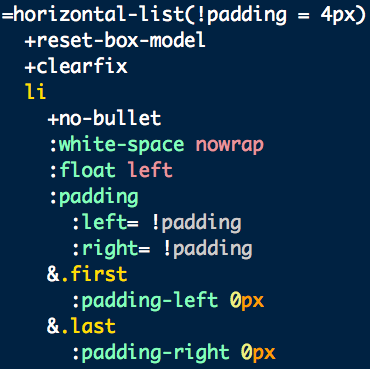 =horizontal-list(!padding = 4px)
  +reset-box-model
  +clearfix
  li
    +no-bullet
    :white-space nowrap
    :float left
    :padding
      :left= !padding
      :right= !padding
    &.first
      :padding-left 0px
    &.last
      :padding-right 0px